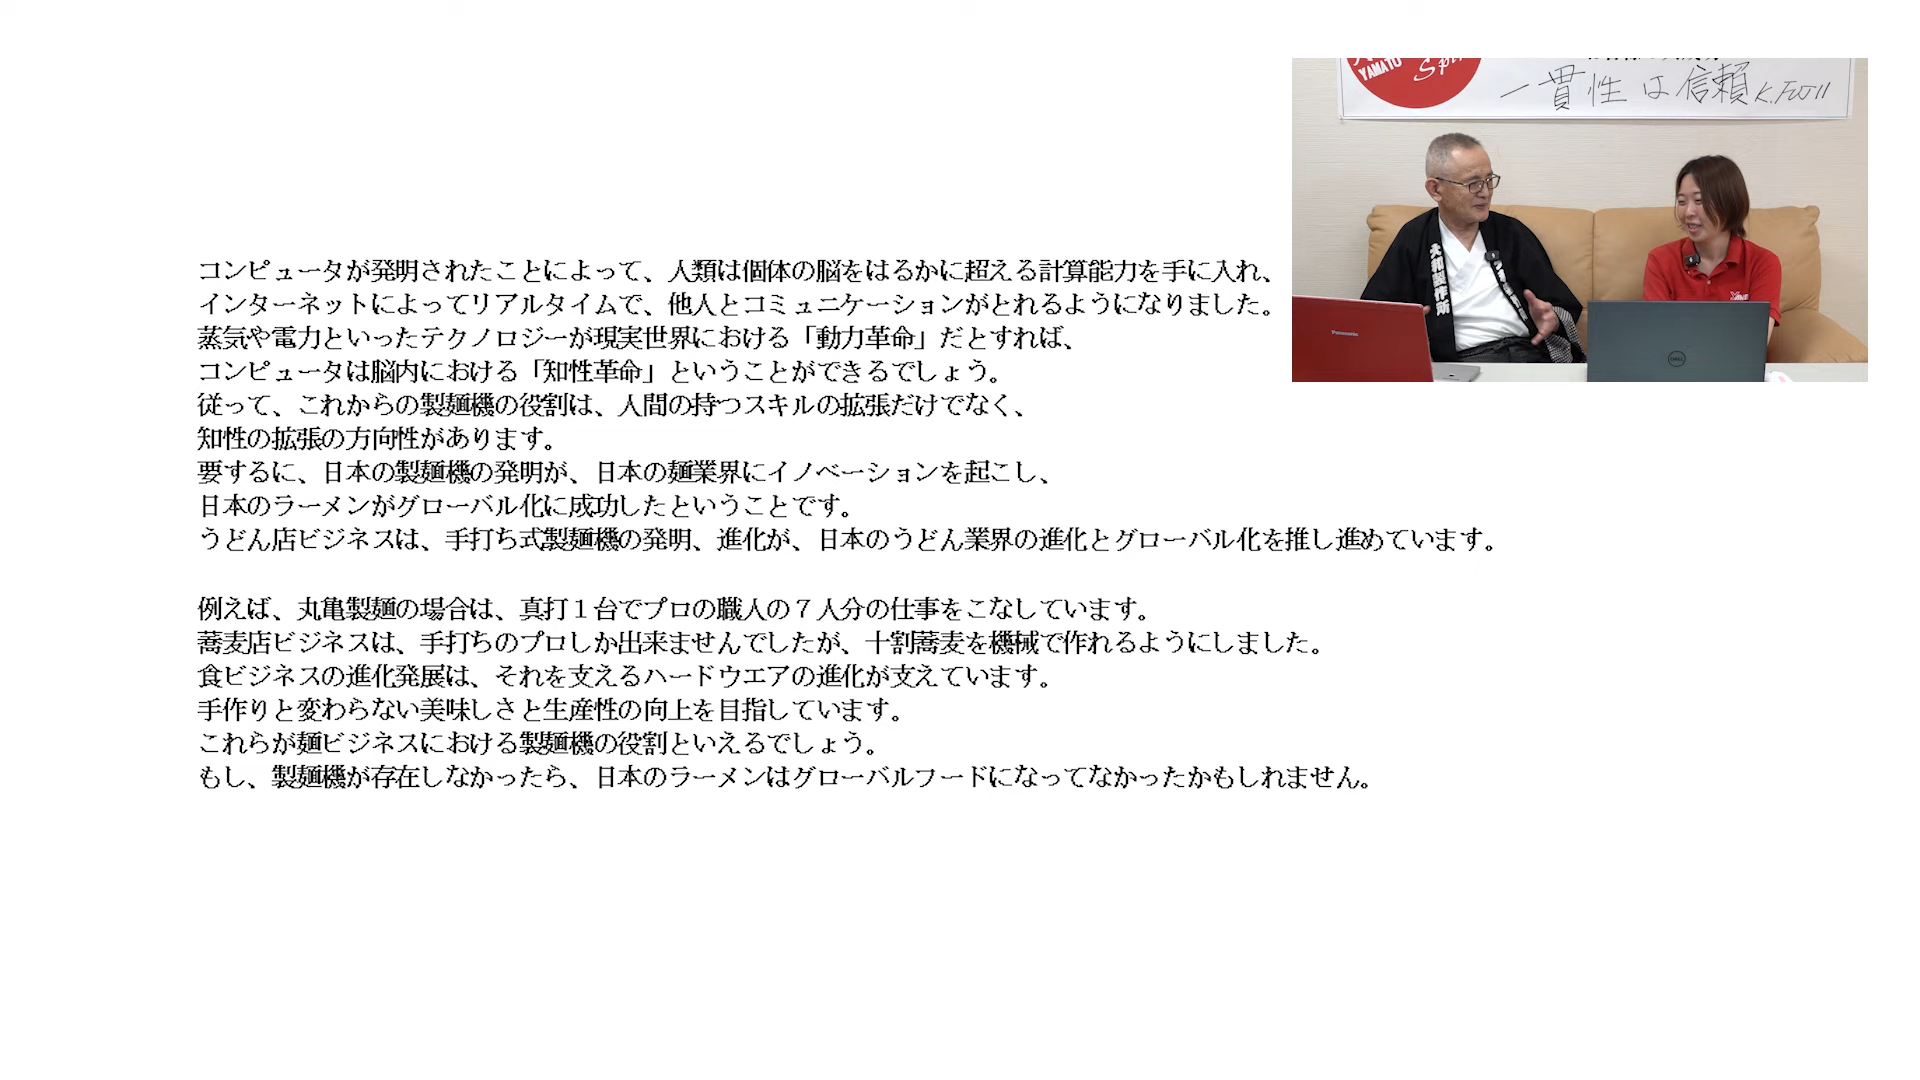 YAMATO
一貫性は信頼 K.FUJII
大和製作所
Panasonic
DELL
コンピュータが発明されたことによって、人類は個体の脳をはるかに超える計算能力を手に入れ、
インターネットによってリアルタイムで、他人とコミュニケーションがとれるようになりました。
蒸気や電力といったテクノロジーが現実世界における「動力革命」だとすれば、
コンピュータは脳内における「知性革命」ということができるでしょう。
従って、これからの製麺機の役割は、人間の持つスキルの拡張だけでなく、
知性の拡張の方向性があります。
要するに、日本の製麺機の発明が、日本の麺業界にイノベーションを起こし、
日本のラーメンがグローバル化に成功したということです。
うどん店ビジネスは、手打ち式製麺機の発明、進化が、日本のうどん業界の進化とグローバル化を推し進めています。
例えば、丸亀製麺の場合は、真打１台でプロの職人の７人分の仕事をこなしています。
蕎麦店ビジネスは、手打ちのプロしか出来ませんでしたが、十割蕎麦を機械で作れるようにしました。
食ビジネスの進化発展は、それを支えるハードウエアの進化が支えています。
手作りと変わらない美味しさと生産性の向上を目指しています。
これらが麺ビジネスにおける製麺機の役割といえるでしょう。
もし、製麺機が存在しなかったら、日本のラーメンはグローバルフードになってなかったかもしれません。